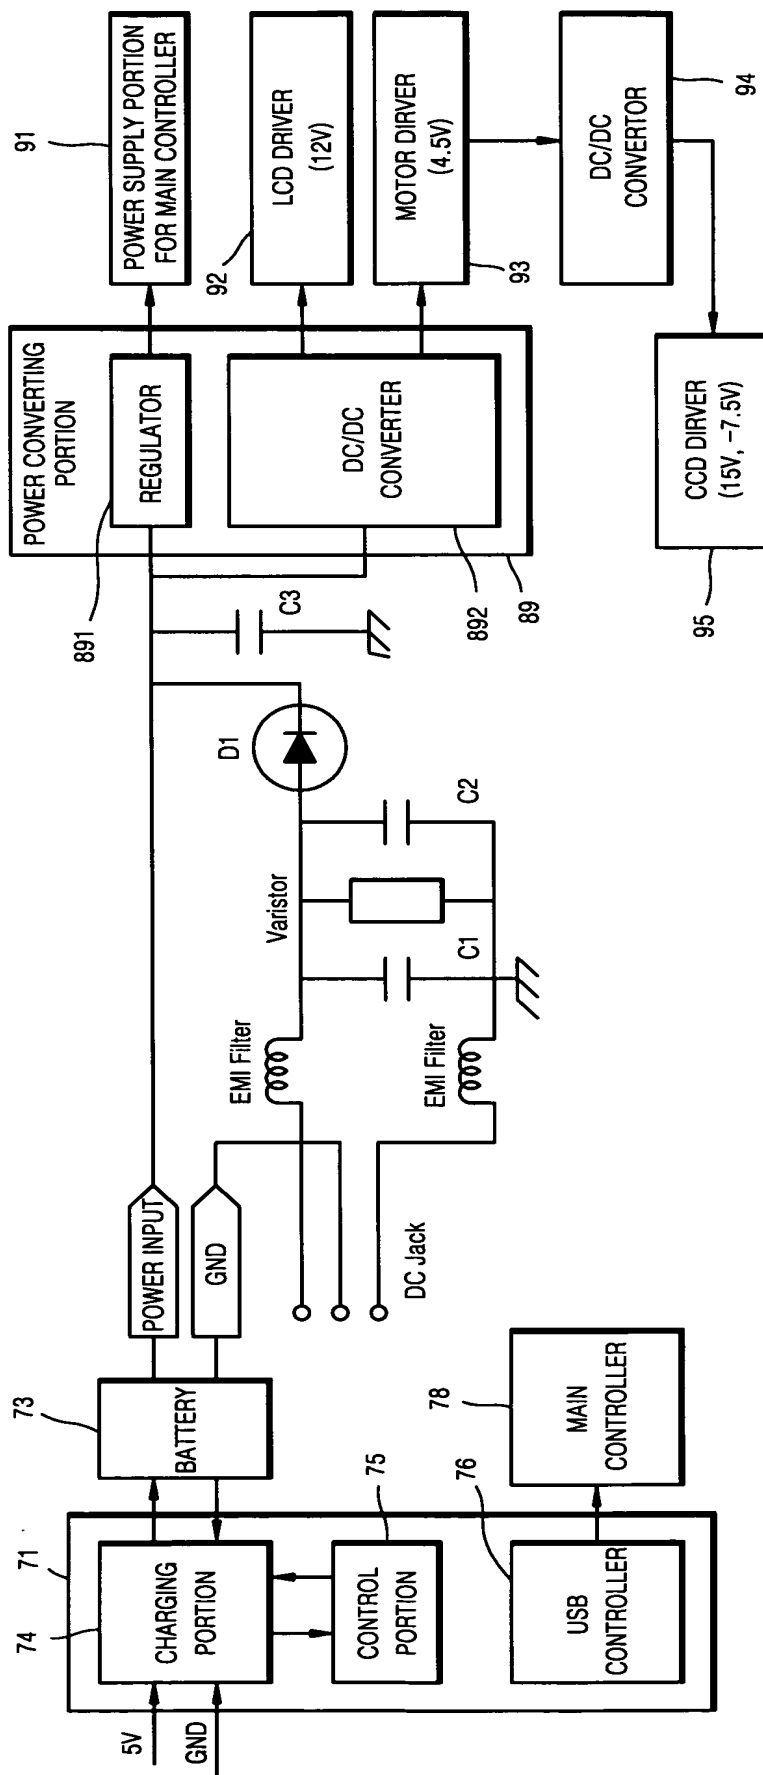 5V
GND
71
74
CHARGING
PORTION
75
CONTROL
PORTION
76
USB
CONTROLLER
73
BATTERY
78
MAIN
CONTROLLER
POWER INPUT
GND
DC Jack
EMI Filter
EMI Filter
Varistor
C1
C2
D1
C3
POWER CONVERTING
PORTION
891
REGULATOR
DC/DC
CONVERTER
892
89
91
POWER SUPPLY PORTION
FOR MAIN CONTROLLER
92
LCD DRIVER
(12V)
MOTOR DIRVER
(4.5V)
93
DC/DC
CONVERTOR
94
CCD DIRVER
(15V, -7.5V)
95